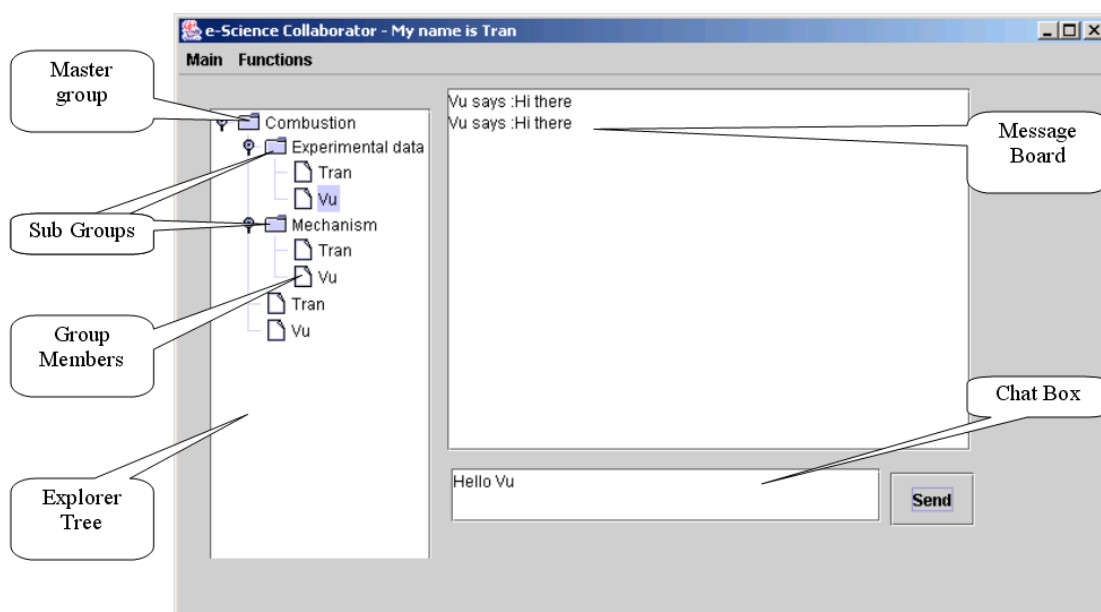 e-Science Collaborator - My name is Tran
Main Functions
Master
group
Sub Groups
Group
Members
Explorer
Tree
Combustion
Experimental data
Tran
Vu
Mechanism
Tran
Vu
Tran
Vu
Vu says :Hi there
Vu says :Hi there
Message
Board
Chat Box
Hello Vu
Send